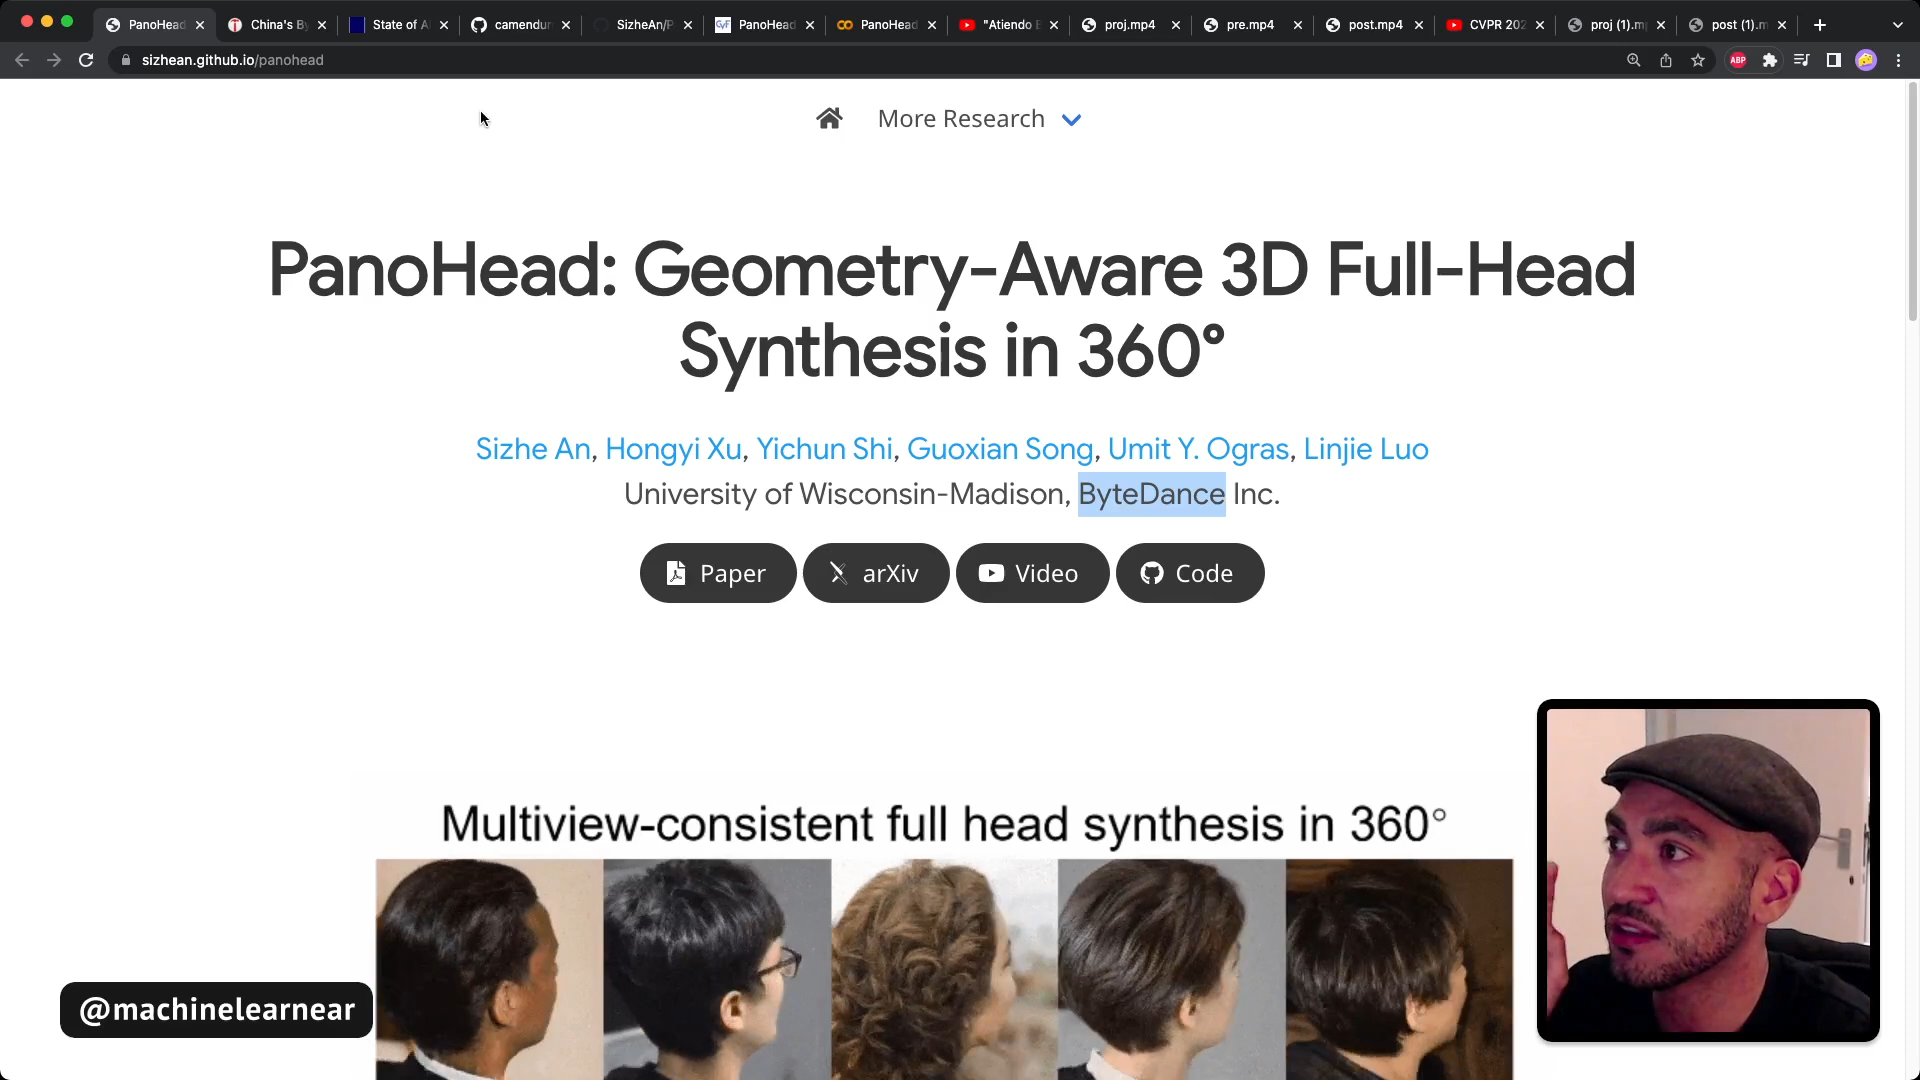 PanoHead
China's By
State of A
camendur
SizheAn/P
PanoHead
PanoHead
"Atiendo B
proj.mp4
pre.mp4
post.mp4
CVPR 202
proj (1).m
post (1).m
sizhean.github.io/panohead
ABP
More Research
PanoHead: Geometry-Aware 3D Full-Head
Synthesis in 360°
Sizhe An, Hongyi Xu, Yichun Shi, Guoxian Song, Umit Y. Ogras, Linjie Luo
University of Wisconsin-Madison, ByteDance Inc.
Paper
arXiv
Video
Code
Multiview-consistent full head synthesis in 360°
@machinelearnear